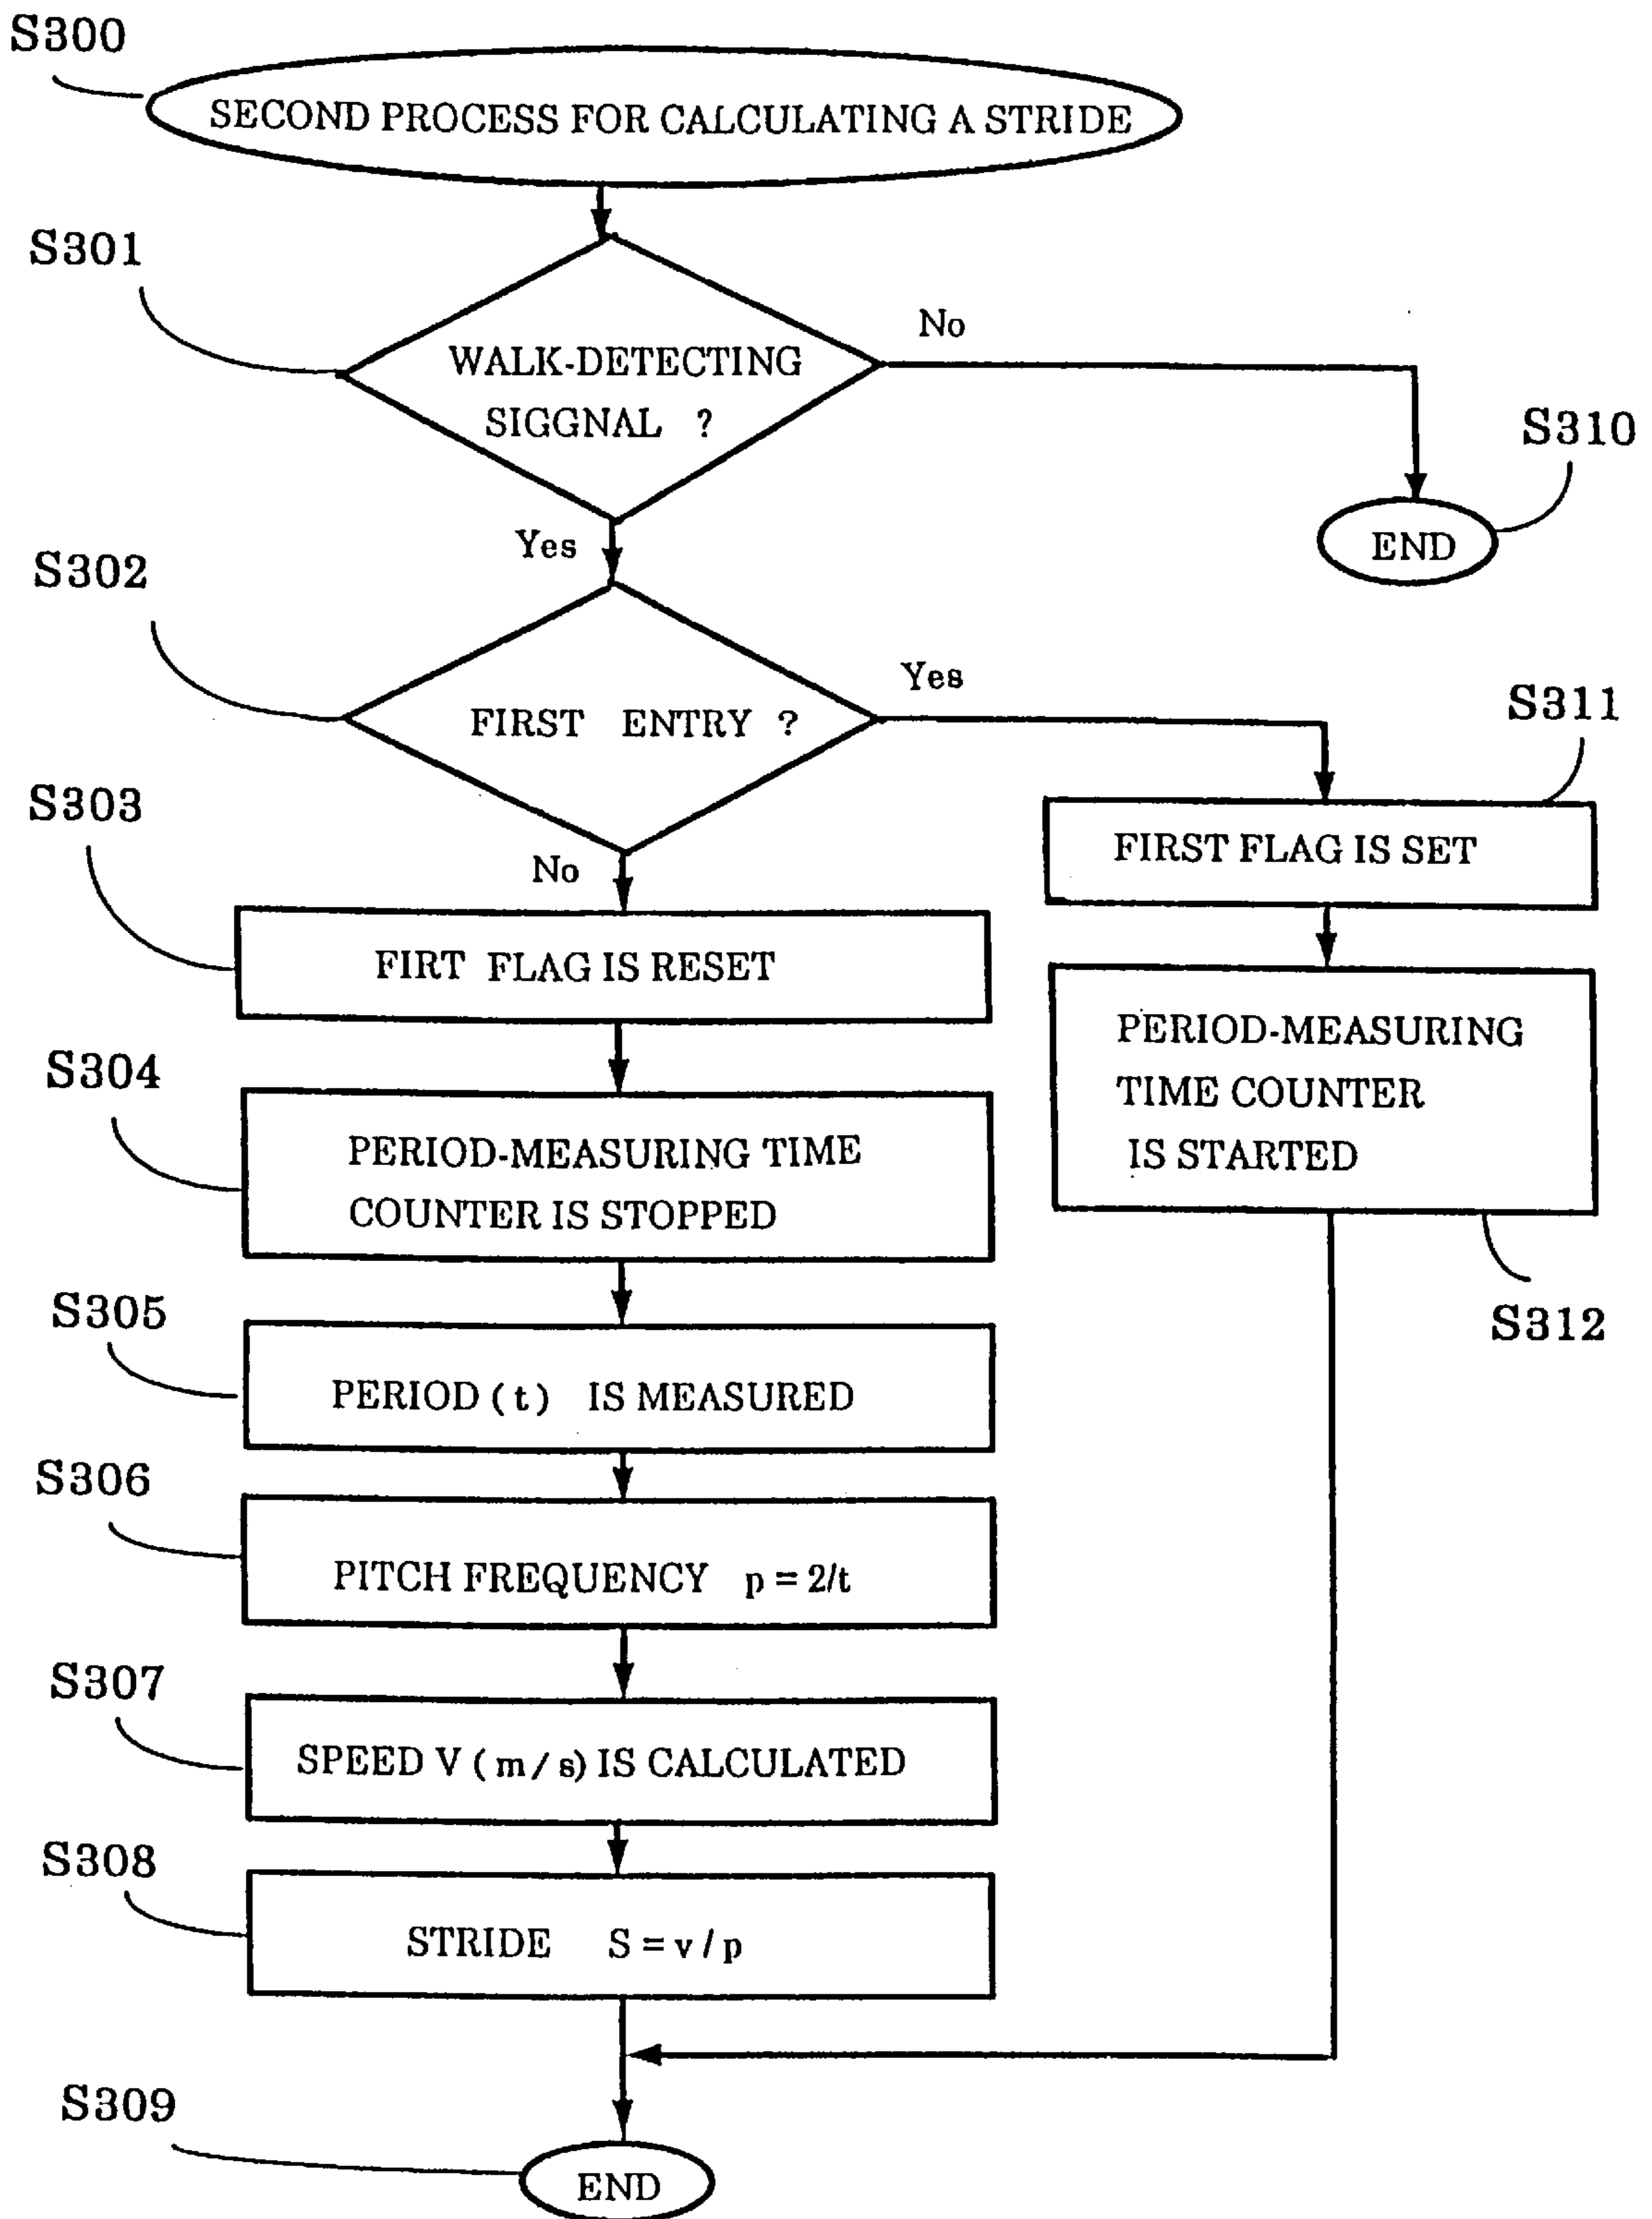 S300
SECOND PROCESS FOR CALCULATING A STRIDE
S301
WALK-DETECTING
SIGGNAL ?
No
S310
END
Yes
S302
FIRST ENTRY ?
Yes
S311
FIRST FLAG IS SET
No
S303
FIRT FLAG IS RESET
PERIOD-MEASURING
TIME COUNTER
IS STARTED
S312
S304
PERIOD-MEASURING TIME
COUNTER IS STOPPED
S305
PERIOD (t) IS MEASURED
S306
PITCH FREQUENCY p = 2/t
S307
SPEED V (m/s) IS CALCULATED
S308
STRIDE S = v / p
S309
END